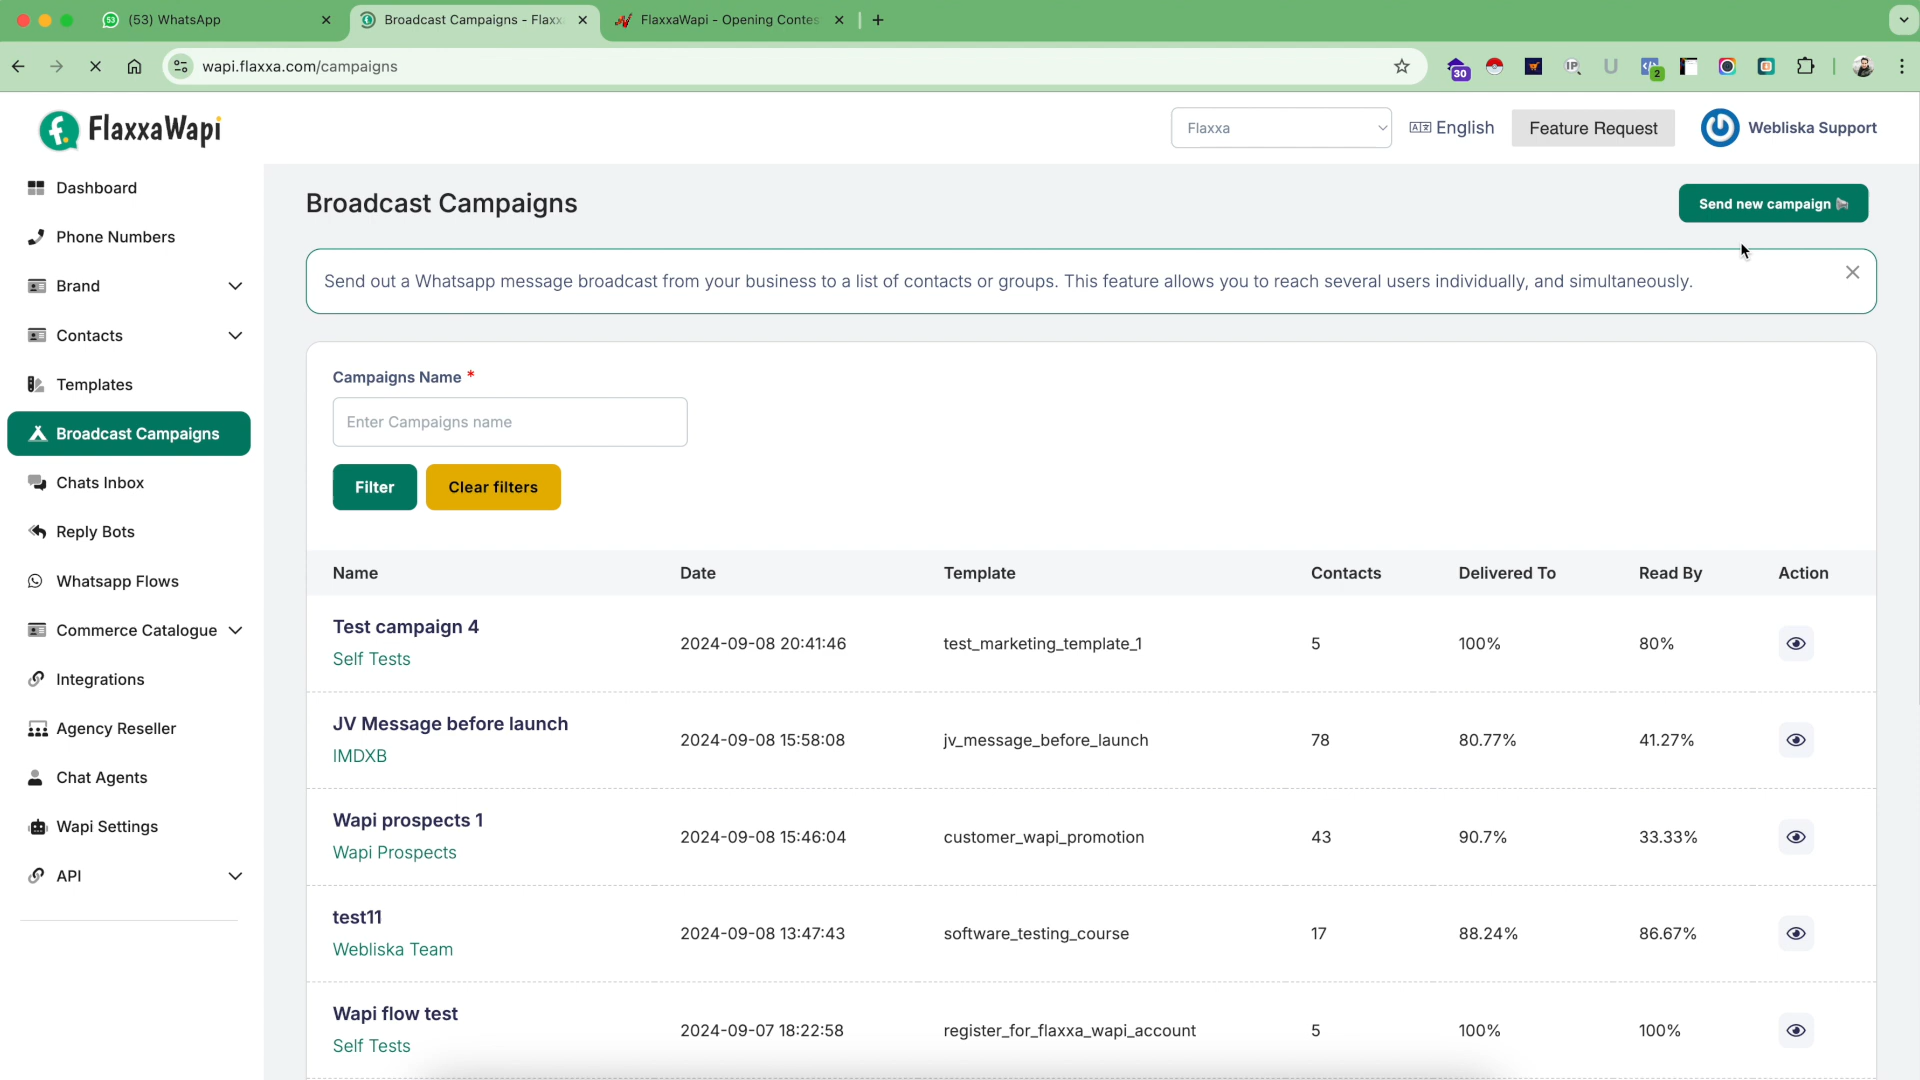 53
(53) WhatsApp
Broadcast Campaigns - Flaxx
FlaxxaWapi - Opening Contes
wapi.flaxxa.com/campaigns
30
IP
U
2
FlaxxaWapi
Flaxxa
English
Feature Request
Webliska Support
Dashboard
Phone Numbers
Brand
Contacts
Templates
Broadcast Campaigns
Chats Inbox
Reply Bots
Whatsapp Flows
Commerce Catalogue
Integrations
Agency Reseller
Chat Agents
Wapi Settings
API
Broadcast Campaigns
Send new campaign
Send out a Whatsapp message broadcast from your business to a list of contacts or groups. This feature allows you to reach several users individually, and simultaneously.
Campaigns Name *
Enter Campaigns name
Filter
Clear filters
Name Date Template Contacts Delivered To Read By Action
Test campaign 4
Self Tests
2024-09-08 20:41:46 test_marketing_template_1 5 100% 80%
JV Message before launch
IMDXB
2024-09-08 15:58:08 jv_message_before_launch 78 80.77% 41.27%
Wapi prospects 1
Wapi Prospects
2024-09-08 15:46:04 customer_wapi_promotion 43 90.7% 33.33%
test11
Webliska Team
2024-09-08 13:47:43 software_testing_course 17 88.24% 86.67%
Wapi flow test
Self Tests
2024-09-07 18:22:58 register_for_flaxxa_wapi_account 5 100% 100%